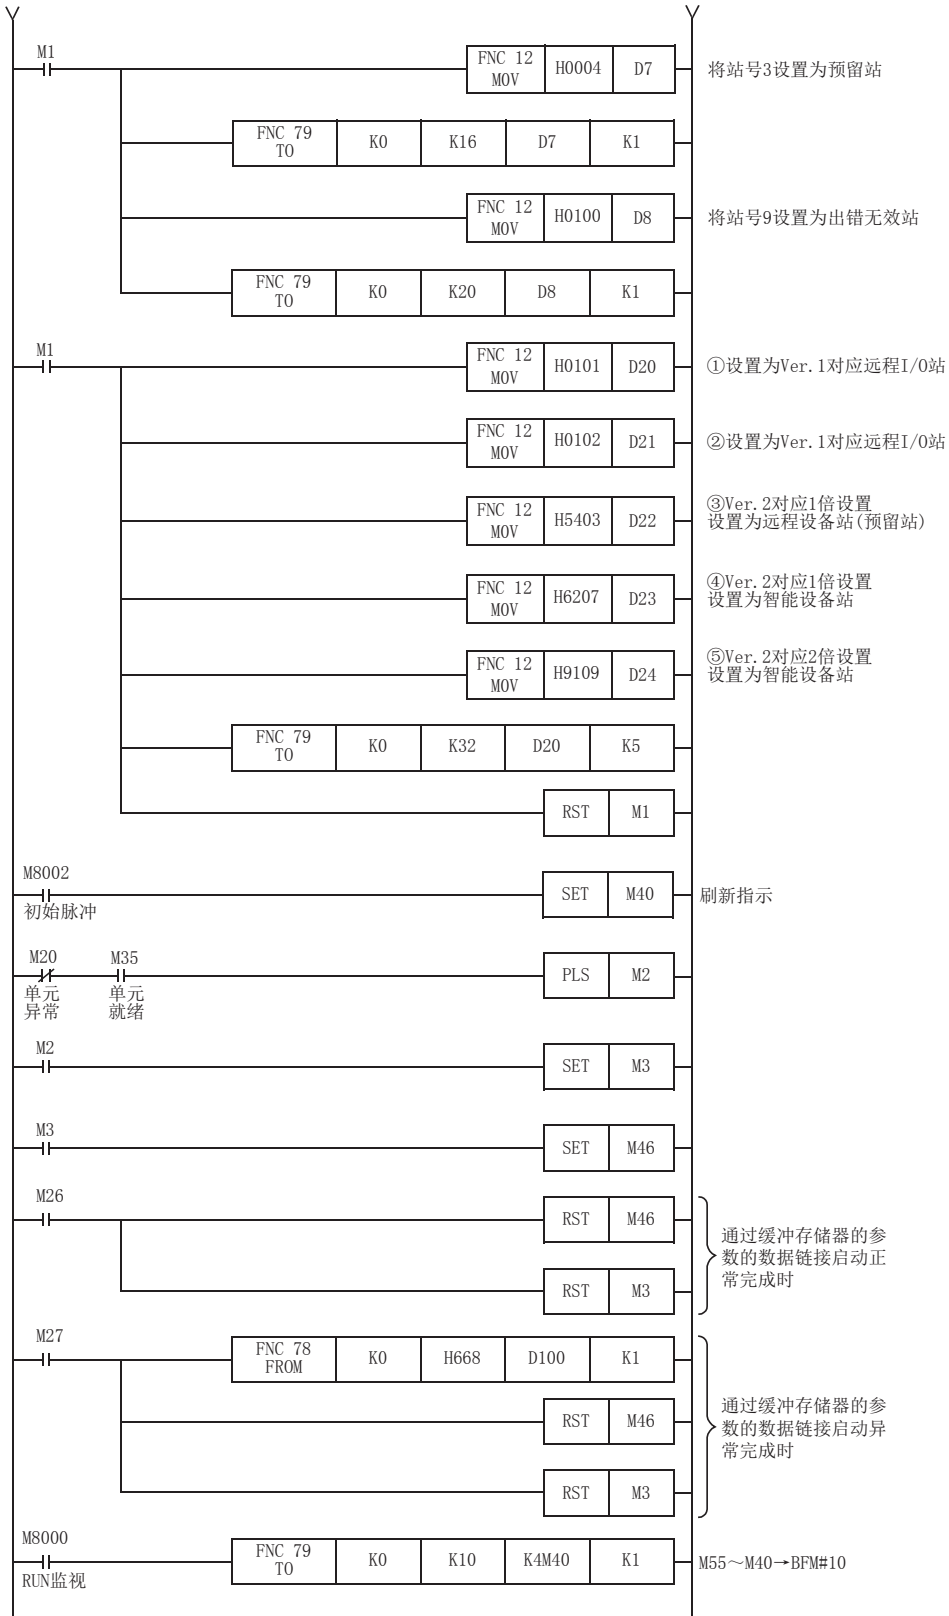 M1
FNC 12
MOV
H0004
D7
将站号3设置为预留站
FNC 79
TO
K0
K16
D7
K1
FNC 12
MOV
H0100
D8
将站号9设置为出错无效站
FNC 79
TO
K0
K20
D8
K1
M1
FNC 12
MOV
H0101
D20
①设置为Ver.1对应远程I/O站
FNC 12
MOV
H0102
D21
②设置为Ver.1对应远程I/O站
FNC 12
MOV
H5403
D22
③Ver.2对应1倍设置
设置为远程设备站(预留站)
FNC 12
MOV
H6207
D23
④Ver.2对应1倍设置
设置为智能设备站
FNC 12
MOV
H9109
D24
⑤Ver.2对应2倍设置
设置为智能设备站
FNC 79
TO
K0
K32
D20
K5
RST
M1
M8002
初始脉冲
SET
M40
刷新指示
M20
单元
异常
M35
单元
就绪
PLS
M2
M2
SET
M3
M3
SET
M46
M26
RST
M46
RST
M3
通过缓冲存储器的参
数的数据链接启动正
常完成时
M27
FNC 78
FROM
K0
H668
D100
K1
RST
M46
RST
M3
通过缓冲存储器的参
数的数据链接启动异
常完成时
M8000
RUN监视
FNC 79
TO
K0
K10
K4M40
K1
M55～M40→BFM#10